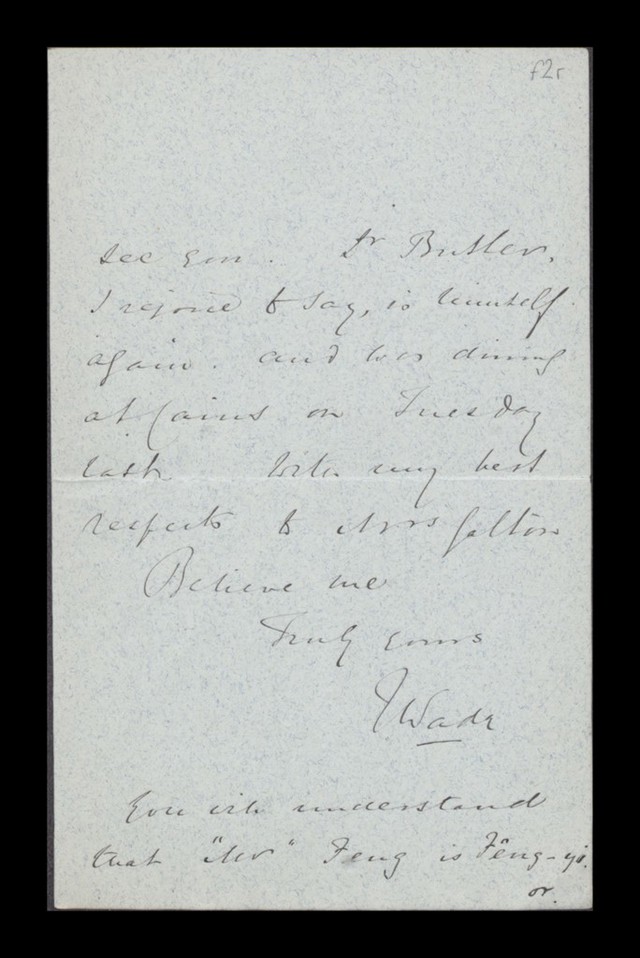 f2r
see you. Dr Butler,
I rejoice to say, is himself
again. and was dining
at Caius on Tuesday
last. With my best
respects to Mrs Galton
Believe me
Truly yours
TWade
You will understand
that "Mr" Feng is Fêng-yi.
or.